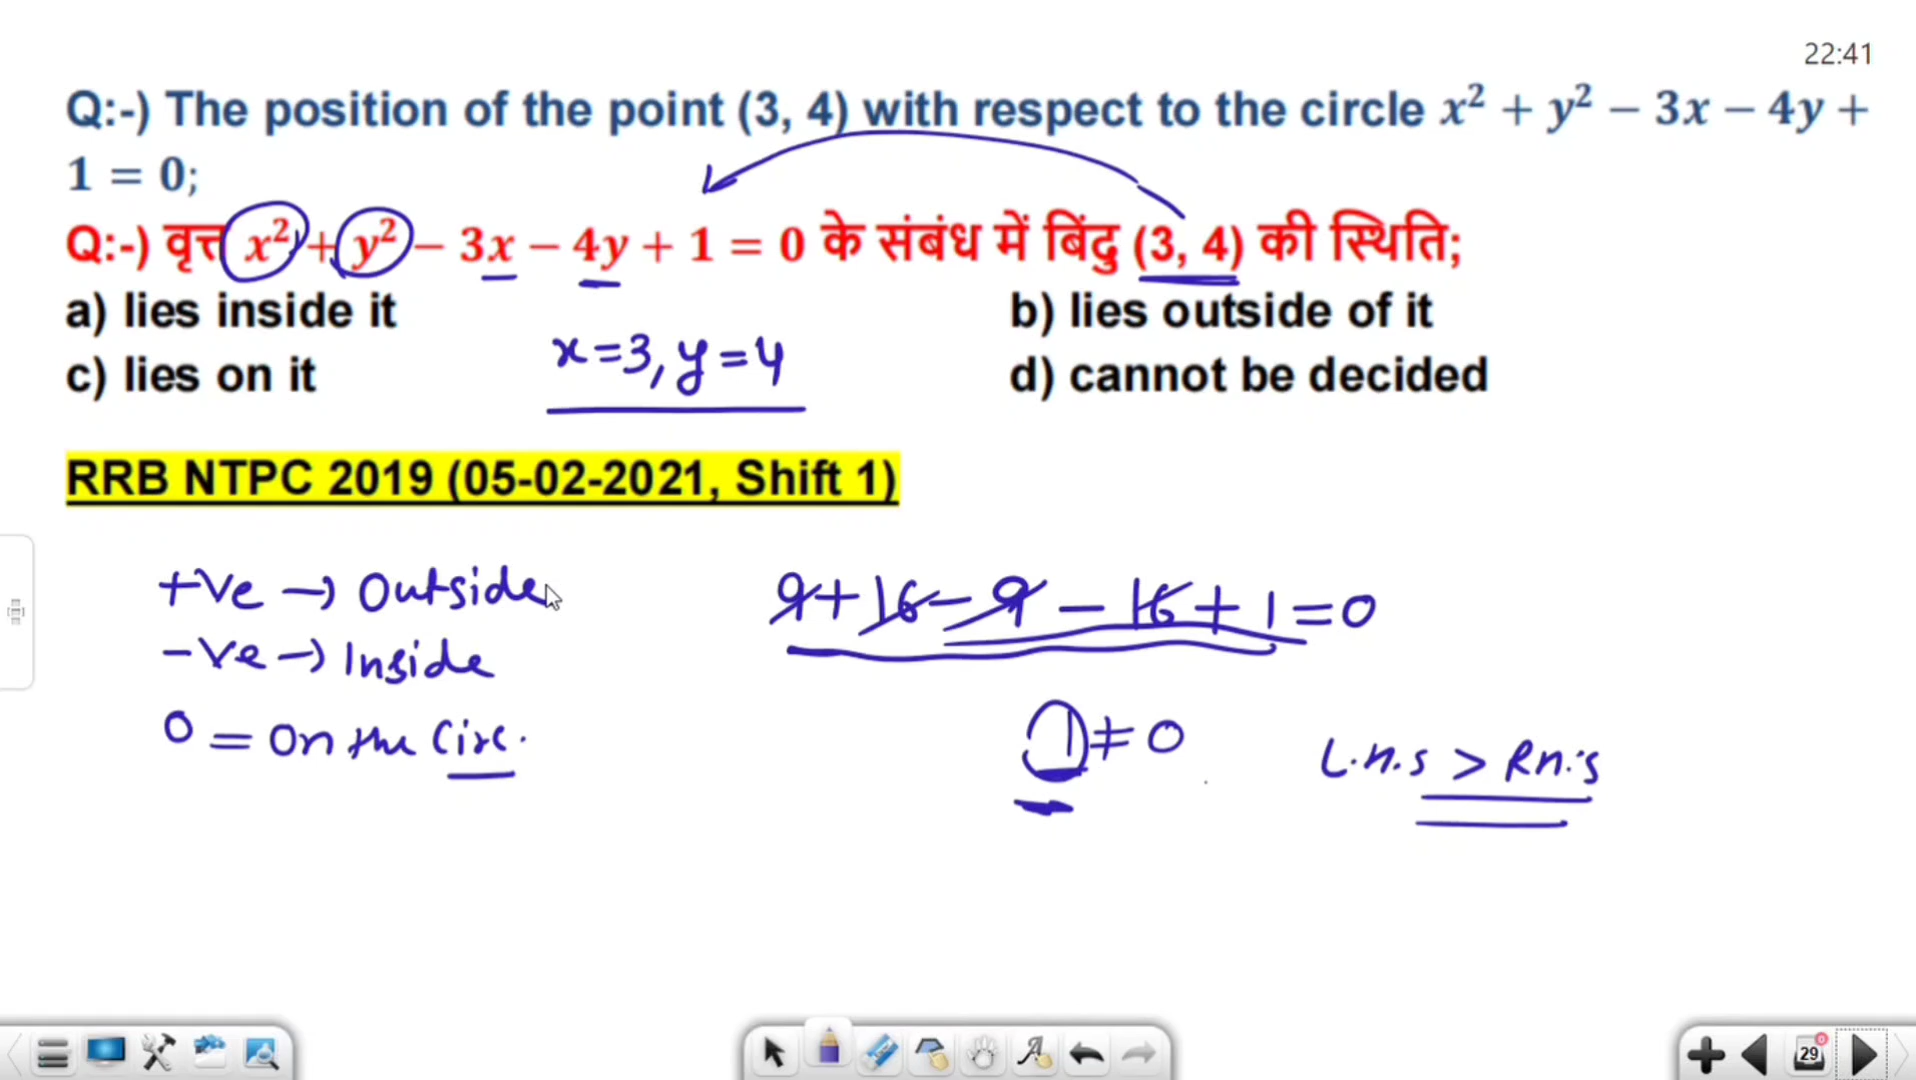 22:41
Q:-) The position of the point (3, 4) with respect to the circle x² + y² − 3x − 4y +
1 = 0;
Q:-) वृत्त x² + y² − 3x − 4y + 1 = 0 के संबंध में बिंदु (3, 4) की स्थिति;
a) lies inside it b) lies outside of it
c) lies on it d) cannot be decided
x=3, y=4
RRB NTPC 2019 (05-02-2021, Shift 1)
+ve → Outside
-ve → Inside
0 = on the Circ.
9+16-9-16+1=0
1≠0
L.h.s > Rh.s
29